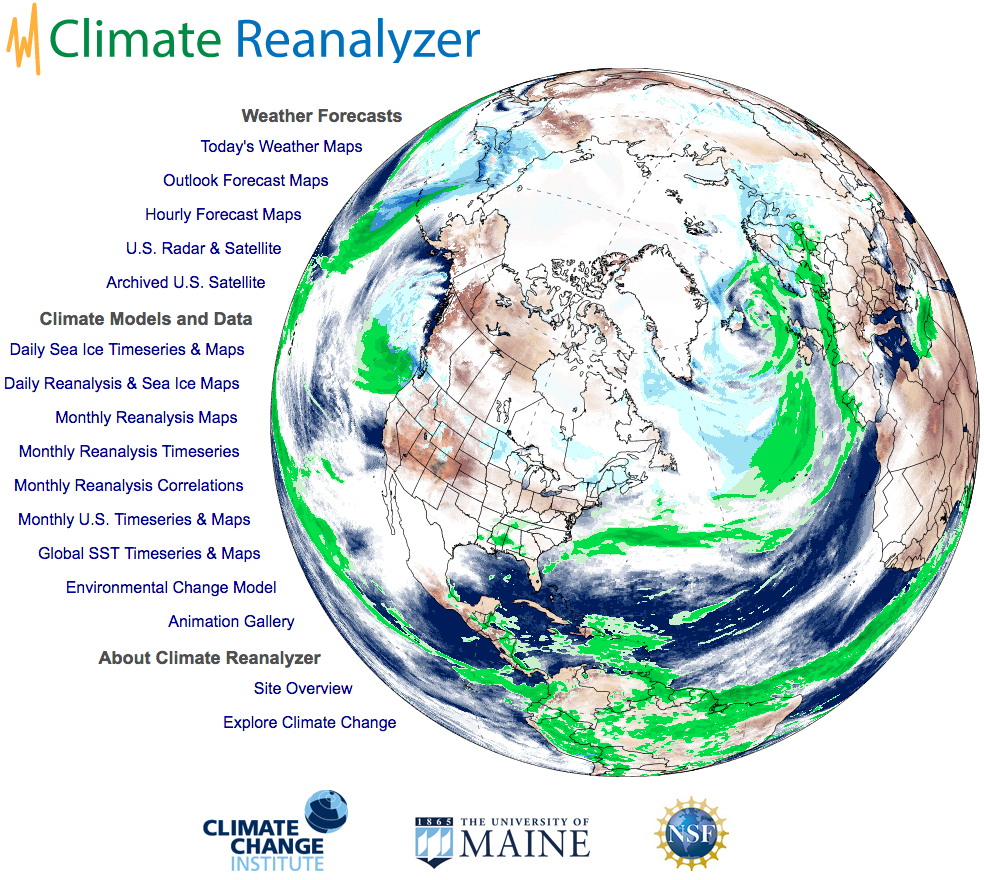 Climate Reanalyzer
Weather Forecasts
Today's Weather Maps
Outlook Forecast Maps
Hourly Forecast Maps
U.S. Radar & Satellite
Archived U.S. Satellite
Climate Models and Data
Daily Sea Ice Timeseries & Maps
Daily Reanalysis & Sea Ice Maps
Monthly Reanalysis Maps
Monthly Reanalysis Timeseries
Monthly Reanalysis Correlations
Monthly U.S. Timeseries & Maps
Global SST Timeseries & Maps
Environmental Change Model
Animation Gallery
About Climate Reanalyzer
Site Overview
Explore Climate Change
CLIMATE
CHANGE
INSTITUTE
1865 THE UNIVERSITY OF
MAINE
NSF